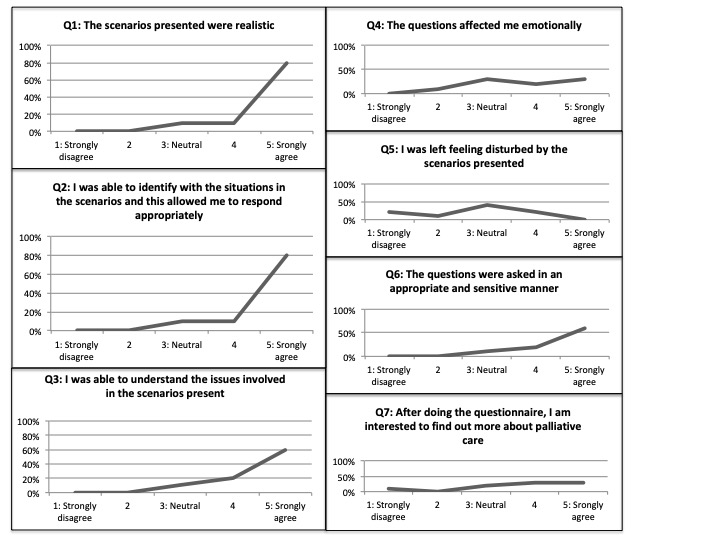 Q1: The scenarios presented were realistic
100%
80%
60%
40%
20%
0%
1: Strongly disagree 2 3: Neutral 4 5: Srongly agree
Q2: I was able to identify with the situations in
the scenarios and this allowed me to respond
appropriately
100%
80%
60%
40%
20%
0%
1: Strongly disagree 2 3: Neutral 4 5: Srongly agree
Q3: I was able to understand the issues involved
in the scenarios present
100%
80%
60%
40%
20%
0%
1: Strongly disagree 2 3: Neutral 4 5: Srongly agree
Q4: The questions affected me emotionally
100%
50%
0%
1: Strongly disagree 2 3: Neutral 4 5: Srongly agree
Q5: I was left feeling disturbed by the
scenarios presented
100%
50%
0%
1: Strongly disagree 2 3: Neutral 4 5: Srongly agree
Q6: The questions were asked in an
appropriate and sensitive manner
100%
50%
0%
1: Strongly disagree 2 3: Neutral 4 5: Srongly agree
Q7: After doing the questionnaire, I am
interested to find out more about palliative
care
100%
50%
0%
1: Strongly disagree 2 3: Neutral 4 5: Srongly agree